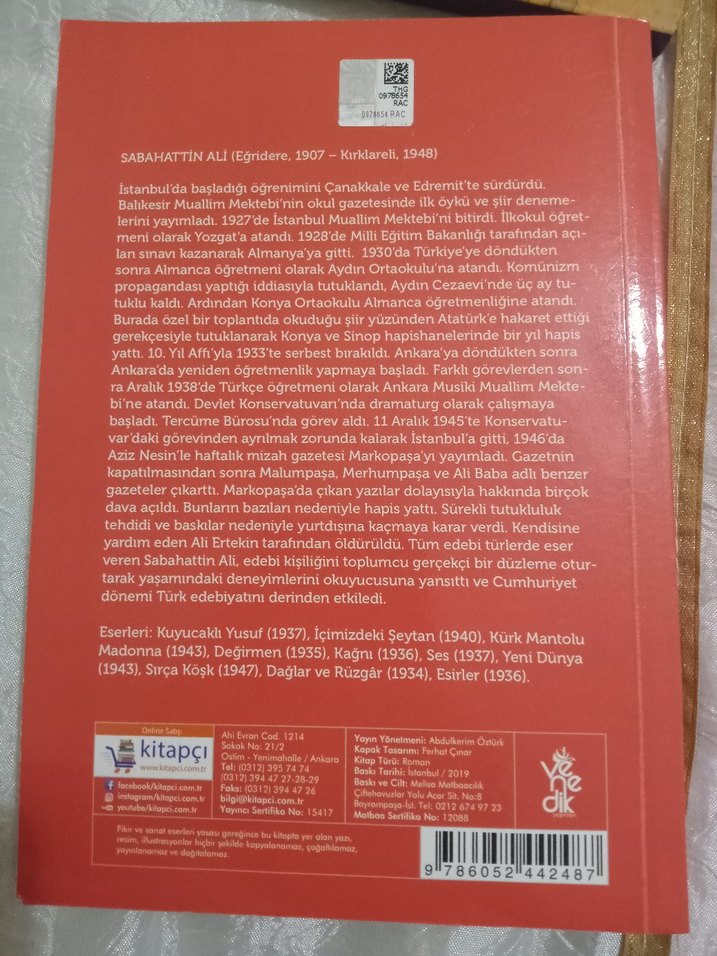 THG
0978654
RAC
0978654 RAC
SABAHATTİN ALİ (Eğridere, 1907 – Kırklareli, 1948)
İstanbul'da başladığı öğrenimini Çanakkale ve Edremit'te sürdürdü.
Balıkesir Muallim Mektebi'nin okul gazetesinde ilk öykü ve şiir deneme-
lerini yayımladı. 1927'de İstanbul Muallim Mektebi'ni bitirdi. İlkokul öğret-
meni olarak Yozgat'a atandı. 1928'de Milli Eğitim Bakanlığı tarafından açı-
lan sınavı kazanarak Almanya'ya gitti. 1930'da Türkiye'ye döndükten
sonra Almanca öğretmeni olarak Aydın Ortaokulu'na atandı. Komünizm
propagandası yaptığı iddiasıyla tutuklandı, Aydın Cezaevi'nde üç ay tu-
tuklu kaldı. Ardından Konya Ortaokulu Almanca öğretmenliğine atandı.
Burada özel bir toplantıda okuduğu şiir yüzünden Atatürk'e hakaret ettiği
gerekçesiyle tutuklanarak Konya ve Sinop hapishanelerinde bir yıl hapis
yattı. 10. Yıl Affı'yla 1933'te serbest bırakıldı. Ankara'ya döndükten sonra
Ankara'da yeniden öğretmenlik yapmaya başladı. Farklı görevlerden son-
ra Aralık 1938'de Türkçe öğretmeni olarak Ankara Musiki Muallim Mekte-
bi'ne atandı. Devlet Konservatuvarı'nda dramaturg olarak çalışmaya
başladı. Tercüme Bürosu'nda görev aldı. 11 Aralık 1945'te Konservatu-
var'daki görevinden ayrılmak zorunda kalarak İstanbul'a gitti, 1946'da
Aziz Nesin'le haftalık mizah gazetesi Markopaşa'yı yayımladı. Gazetnin
kapatılmasından sonra Malumpaşa, Merhumpaşa ve Ali Baba adlı benzer
gazeteler çıkarttı. Markopaşa'da çıkan yazılar dolayısıyla hakkında birçok
dava açıldı. Bunların bazıları nedeniyle hapis yattı. Sürekli tutukluluk
tehdidi ve baskılar nedeniyle yurtdışına kaçmaya karar verdi. Kendisine
yardım eden Ali Ertekin tarafından öldürüldü. Tüm edebi türlerde eser
veren Sabahattin Ali, edebi kişiliğini toplumcu gerçekçi bir düzleme otur-
tarak yaşamındaki deneyimlerini okuyucusuna yansıttı ve Cumhuriyet
dönemi Türk edebiyatını derinden etkiledi.
Eserleri: Kuyucaklı Yusuf (1937), İçimizdeki Şeytan (1940), Kürk Mantolu
Madonna (1943), Değirmen (1935), Kağnı (1936), Ses (1937), Yeni Dünya
(1943), Sırça Köşk (1947), Dağlar ve Rüzgâr (1934), Esirler (1936).
Online Satış:
kitapçı
www.kitapci.com.tr
facebook/kitapci.com.tr
instagram/kitapci.com.tr
youtube/kitapci.com.tr
Ahi Evran Cad. 1214
Sokak No: 21/2
Ostim - Yenimahalle / Ankara
Tel: (0312) 395 74 74
(0312) 394 47 27-28-29
Faks: (0312) 394 47 26
bilgi@kitapci.com.tr
Yayıncı Sertifika No: 15417
Yayın Yönetmeni: Abdulkerim Öztürk
Kapak Tasarım: Ferhat Çınar
Kitap Türü: Roman
Baskı Tarihi: İstanbul / 2019
Baskı ve Cilt: Melisa Matbaacılık
Çiftehavuzlar Yolu Acar Sit. No:8
Bayrampaşa-İst. Tel: 0212 674 97 23
Matbaa Sertifika No: 12088
venedik
yayınları
Fikir ve sanat eserleri yasası gereğince bu kitapta yer alan yazı,
resim, illustrasyonlar hiçbir şekilde kopyalanamaz, çoğaltılamaz,
yayınlanamaz ve dağıtılamaz.
9 786052 442487